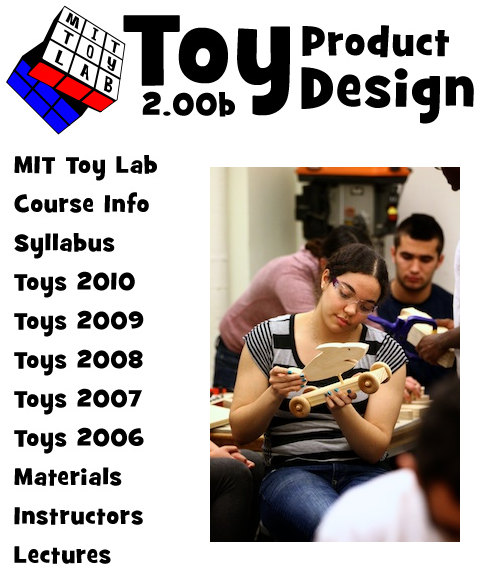 MIT
TOY
LAB
Toy Product
2.00b Design
MIT Toy Lab
Course Info
Syllabus
Toys 2010
Toys 2009
Toys 2008
Toys 2007
Toys 2006
Materials
Instructors
Lectures